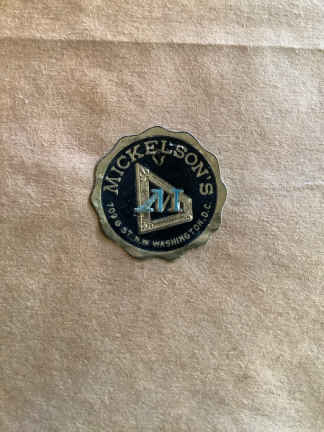 MICKELSON'S
M
709 G ST. N.W. WASHINGTON, D.C.